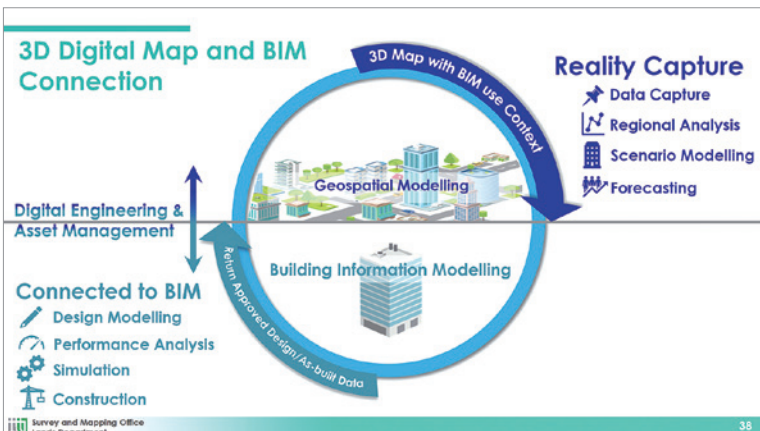 3D Digital Map and BIM
Connection
3D Map with BIM use Context
Reality Capture
Data Capture
Regional Analysis
Scenario Modelling
Forecasting
Geospatial Modelling
Digital Engineering &
Asset Management
Building Information Modelling
Return Approved Design/As-built Data
Connected to BIM
Design Modelling
Performance Analysis
Simulation
Construction
Survey and Mapping Office
Lands Department
38